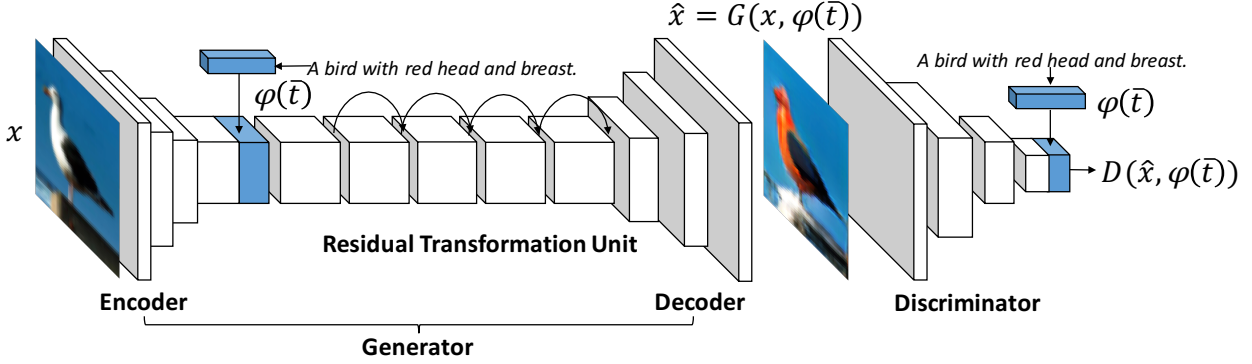 x̂ = G(x, φ(t̄))
A bird with red head and breast.
φ(t̄)
x
A bird with red head and breast.
φ(t̄)
D(x̂, φ(t̄))
Residual Transformation Unit
Encoder
Decoder
Discriminator
Generator